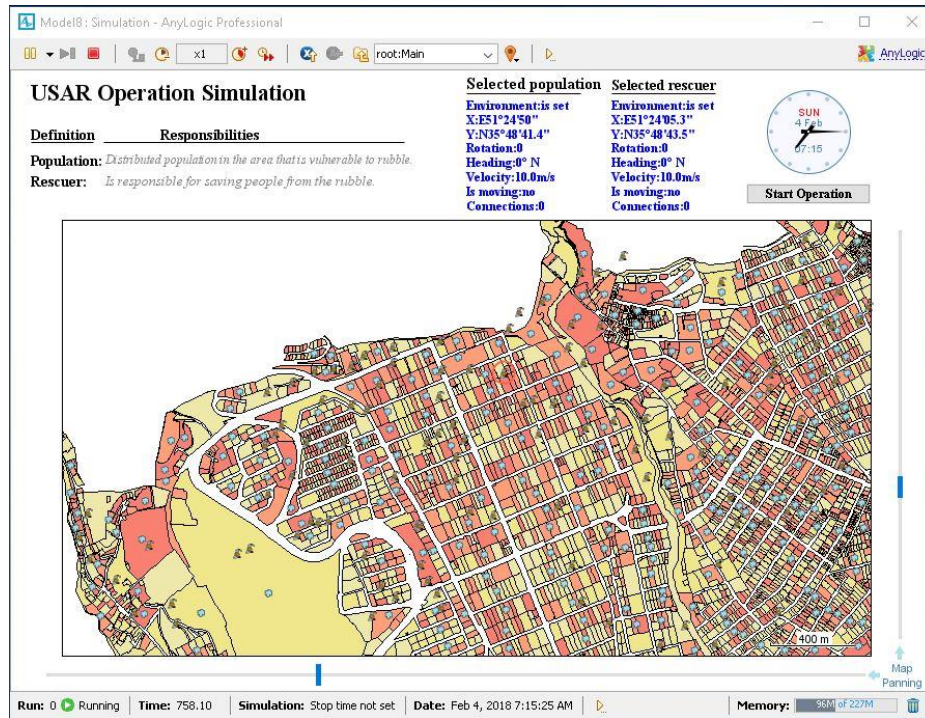 Model8 : Simulation - AnyLogic Professional
x1
root:Main
AnyLogic
USAR Operation Simulation
Definition Responsibilities
Population: Distributed population in the area that is vulnerable to rubble.
Rescuer: Is responsible for saving people from the rubble.
Selected population
Environment:is set
X:E51°24'50"
Y:N35°48'41.4"
Rotation:0
Heading:0° N
Velocity:10.0m/s
Is moving:no
Connections:0
Selected rescuer
Environment:is set
X:E51°24'05.3"
Y:N35°48'43.5"
Rotation:0
Heading:0° N
Velocity:10.0m/s
Is moving:no
Connections:0
SUN
4 Feb
07:15
Start Operation
400 m
Map
Panning
Run: 0 Running Time: 758.10 Simulation: Stop time not set Date: Feb 4, 2018 7:15:25 AM Memory: 96M of 227M